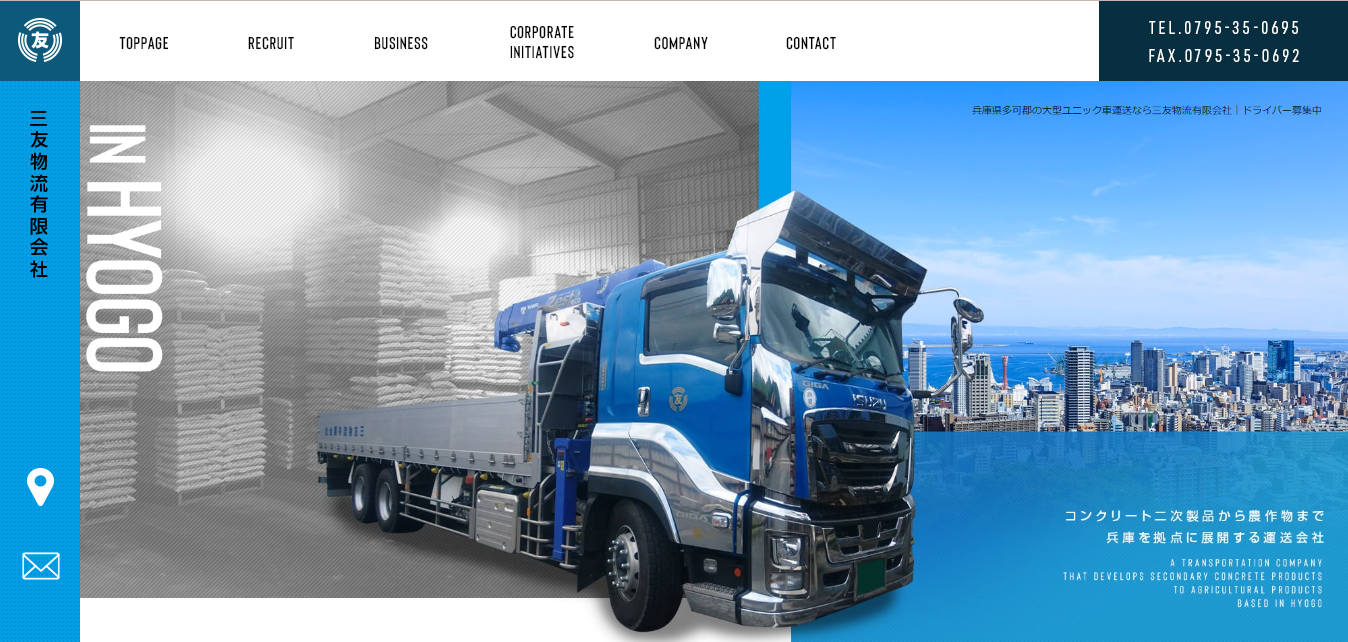 友
TOPPAGE
RECRUIT
BUSINESS
CORPORATE
INITIATIVES
COMPANY
CONTACT
TEL.0795-35-0695
FAX.0795-35-0692
三友物流有限会社
IN HYOGO
兵庫県多可郡の大型ユニック車運送なら三友物流有限会社｜ドライバー募集中
友
GIGA
ISUZU
GIGA
コンクリート二次製品から農作物まで
兵庫を拠点に展開する運送会社
A TRANSPORTATION COMPANY
THAT DEVELOPS SECONDARY CONCRETE PRODUCTS
TO AGRICULTURAL PRODUCTS
BASED IN HYOGO